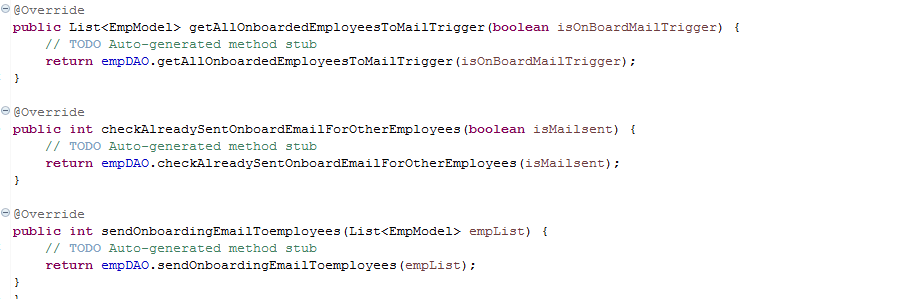 @Override
public List<EmpModel> getAllOnboardedEmployeesToMailTrigger(boolean isOnBoardMailTrigger) {
// TODO Auto-generated method stub
return empDAO.getAllOnboardedEmployeesToMailTrigger(isOnBoardMailTrigger);
}
@Override
public int checkAlreadySentOnboardEmailForOtherEmployees(boolean isMailsent) {
// TODO Auto-generated method stub
return empDAO.checkAlreadySentOnboardEmailForOtherEmployees(isMailsent);
}
@Override
public int sendOnboardingEmailToemployees(List<EmpModel> empList) {
// TODO Auto-generated method stub
return empDAO.sendOnboardingEmailToemployees(empList);
}
}